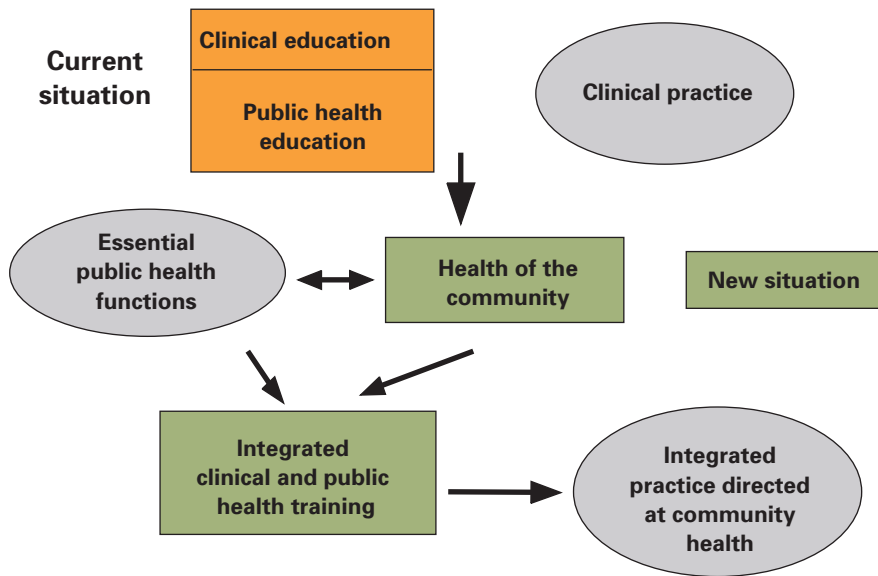 Current
situation
Clinical education
Public health
education
Clinical practice
Essential
public health
functions
Health of the
community
New situation
Integrated
clinical and public
health training
Integrated
practice directed
at community
health